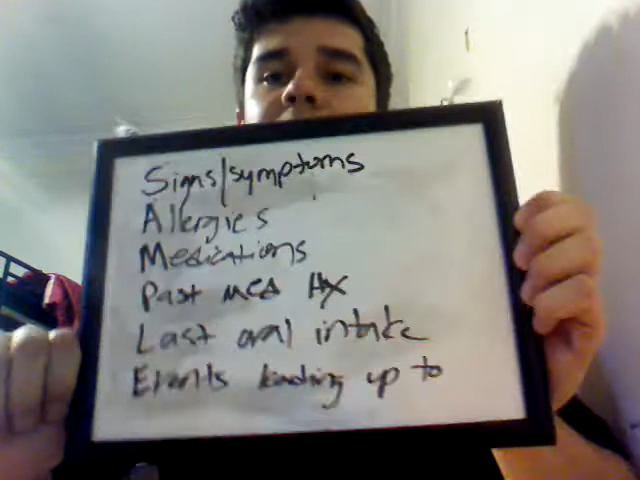 Signs/symptoms
Allergies
Medications
Past med Hx
Last oral intake
Events leading up to